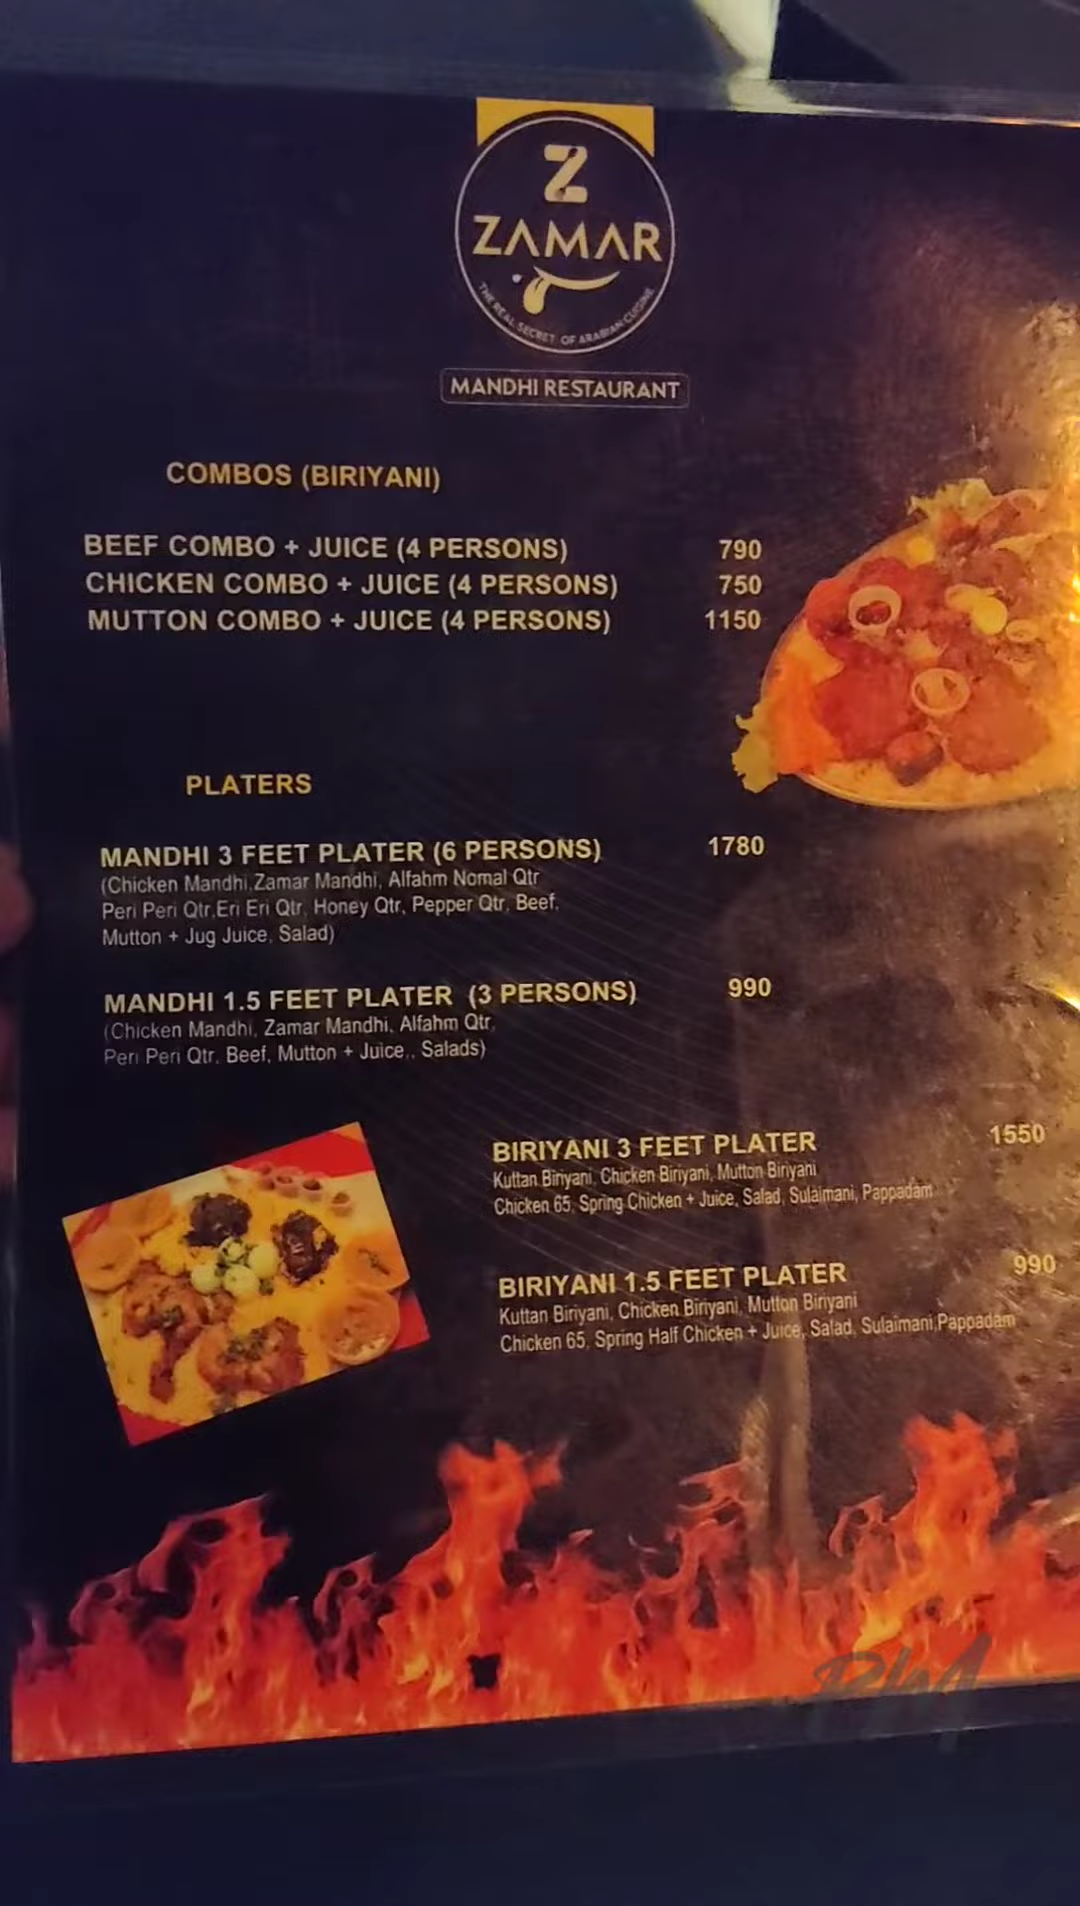 Z
ZAMAR
THE REAL SECRET OF ARABIAN CUISINE
MANDHI RESTAURANT
COMBOS (BIRIYANI)
BEEF COMBO + JUICE (4 PERSONS) 790
CHICKEN COMBO + JUICE (4 PERSONS) 750
MUTTON COMBO + JUICE (4 PERSONS) 1150
PLATERS
MANDHI 3 FEET PLATER (6 PERSONS) 1780
(Chicken Mandhi,Zamar Mandhi, Alfahm Nomal Qtr
Peri Peri Qtr,Eri Eri Qtr, Honey Qtr, Pepper Qtr, Beef,
Mutton + Jug Juice, Salad)
MANDHI 1.5 FEET PLATER (3 PERSONS) 990
(Chicken Mandhi, Zamar Mandhi, Alfahm Qtr,
Peri Peri Qtr, Beef, Mutton + Juice,, Salads)
BIRIYANI 3 FEET PLATER 1550
Kuttan Biriyani, Chicken Biriyani, Mutton Biriyani
Chicken 65, Spring Chicken + Juice, Salad, Sulaimani, Pappadam
BIRIYANI 1.5 FEET PLATER 990
Kuttan Biriyani, Chicken Biriyani, Mutton Biriyani
Chicken 65, Spring Half Chicken + Juice, Salad, Sulaimani,Pappadam